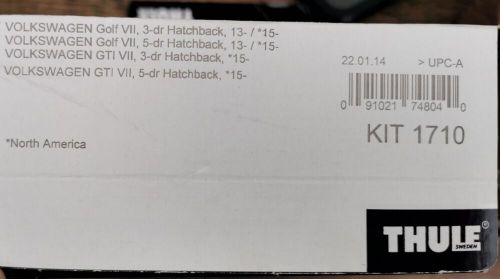 VOLKSWAGEN Golf VII, 3-dr Hatchback, 13- / *15-
VOLKSWAGEN Golf VII, 5-dr Hatchback, 13- / *15-
VOLKSWAGEN GTI VII, 3-dr Hatchback, *15-
VOLKSWAGEN GTI VII, 5-dr Hatchback, *15-
22.01.14 > UPC-A
0 91021 74804 0
KIT 1710
*North America
THULE
SWEDEN